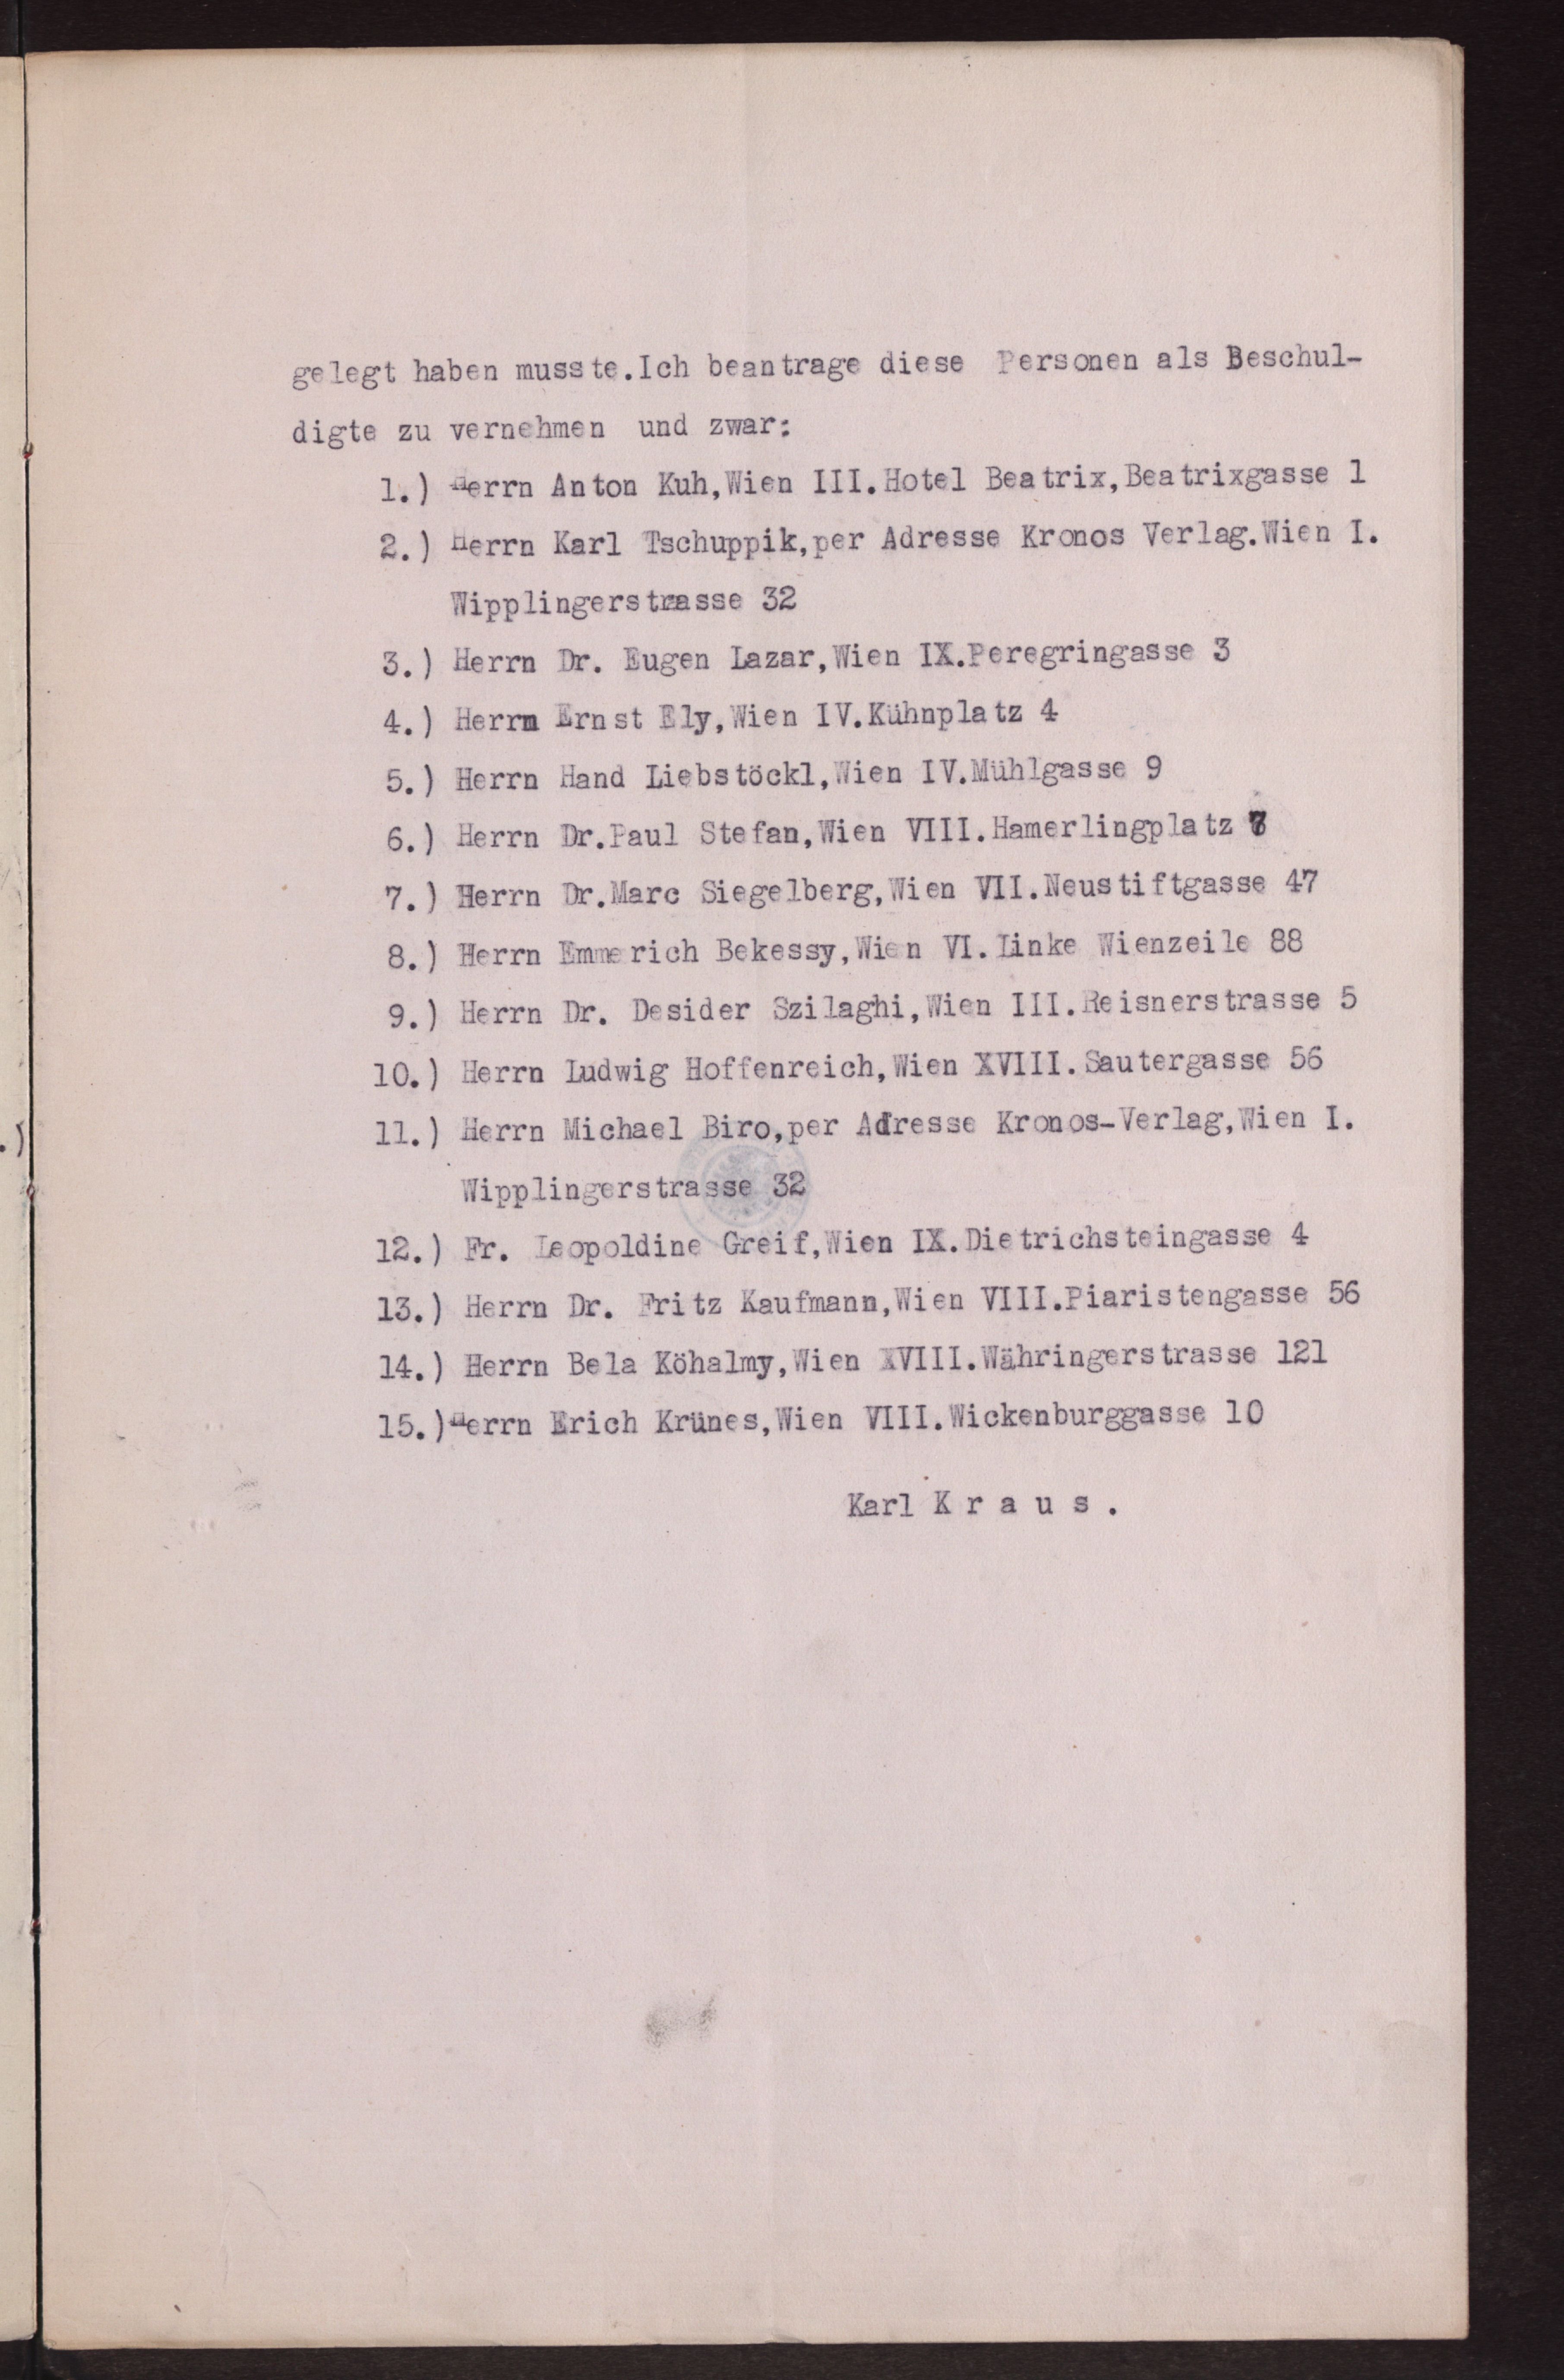 gelegt haben musste.Ich beantrage diese Personen als Beschul-
digte zu vernehmen und zwar:
1.) Herrn Anton Kuh,Wien III.Hotel Beatrix,Beatrixgasse 1
2.) Herrn Karl Tschuppik,per Adresse Kronos Verlag.Wien I.
Wipplingerstrasse 32
3.) Herrn Dr. Eugen Lazar,Wien IX.Peregringasse 3
4.) Herrn Ernst Ely,Wien IV.Kühnplatz 4
5.) Herrn Hand Liebstöckl,Wien IV.Mühlgasse 9
6.) Herrn Dr.Paul Stefan,Wien VIII.Hamerlingplatz
7.) Herrn Dr.Marc Siegelberg,Wien VII.Neustiftgasse 47
8.) Herrn Emmerich Bekessy,Wien VI.Linke Wienzeile 88
9.) Herrn Dr. Desider Szilaghi,Wien III.Reisnerstrasse 5
10.) Herrn Ludwig Hoffenreich,Wien XVIII.Sautergasse 56
11.) Herrn Michael Biro,per Adresse Kronos-Verlag,Wien I.
Wipplingerstrasse 32
12.) Fr. Leopoldine Greif,Wien IX.Dietrichsteingasse 4
13.) Herrn Dr. Fritz Kaufmann,Wien VIII.Piaristengasse 56
14.) Herrn Bela Köhalmy,Wien XVIII.Währingerstrasse 121
15.)Herrn Erich Krünes,Wien VIII.Wickenburggasse 10
Karl K r a u s .